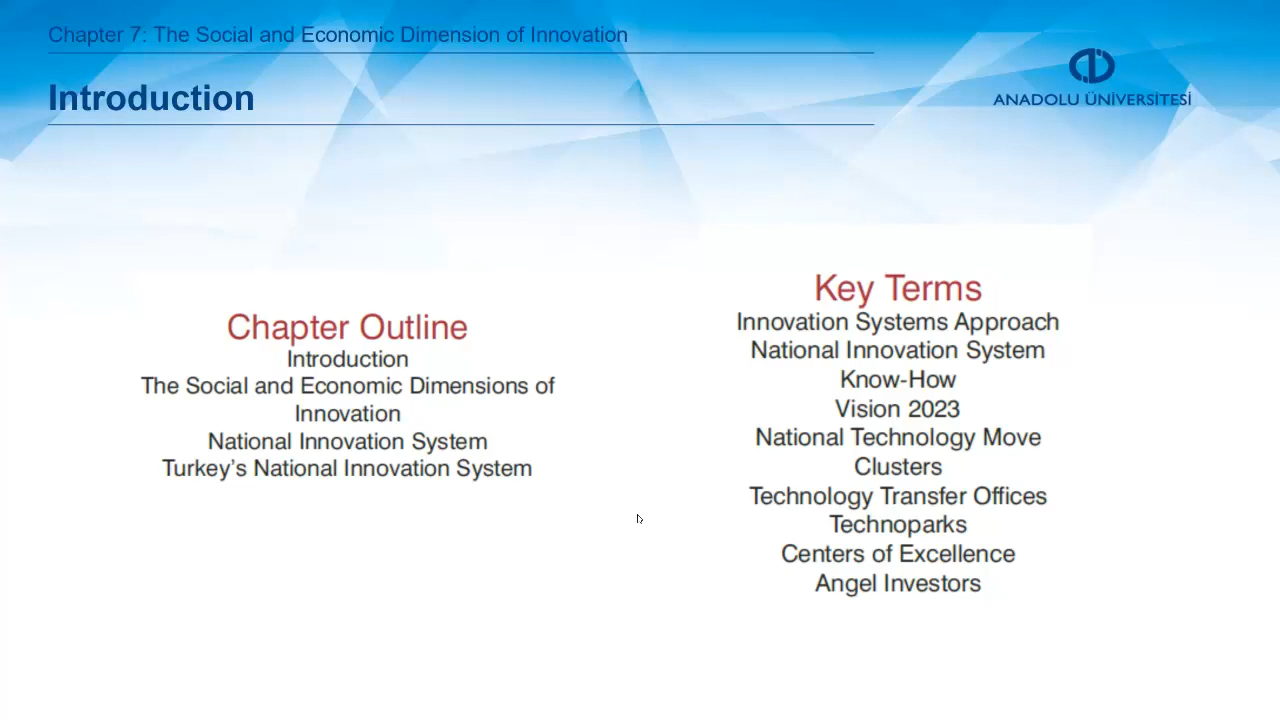 Chapter 7: The Social and Economic Dimension of Innovation
Introduction
ANADOLU ÜNİVERSİTESİ
Chapter Outline
Introduction
The Social and Economic Dimensions of
Innovation
National Innovation System
Turkey's National Innovation System
Key Terms
Innovation Systems Approach
National Innovation System
Know-How
Vision 2023
National Technology Move
Clusters
Technology Transfer Offices
Technoparks
Centers of Excellence
Angel Investors